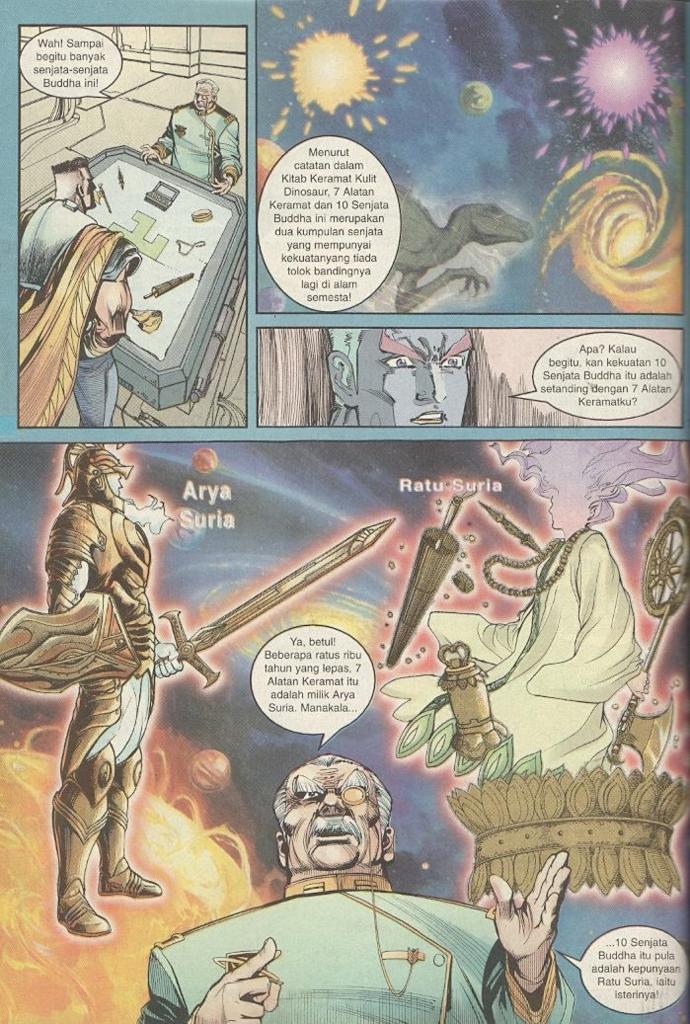 Wah! Sampai
begitu banyak
senjata-senjata
Buddha ini!
Menurut
catatan dalam
Kitab Keramat Kulit
Dinosaur, 7 Alatan
Keramat dan 10 Senjata
Buddha ini merupakan
dua kumpulan senjata
yang mempunyai
kekuatanyang tiada
tolok bandingnya
lagi di alam
semesta!
Apa? Kalau
begitu, kan kekuatan 10
Senjata Buddha itu adalah
setanding dengan 7 Alatan
Keramatku?
Arya
Suria
Ratu Suria
Ya, betul!
Beberapa ratus ribu
tahun yang lepas, 7
Alatan Keramat itu
adalah milik Arya
Suria. Manakala...
...10 Senjata
Buddha itu pula
adalah kepunyaan
Ratu Suria, iaitu
isterinya!